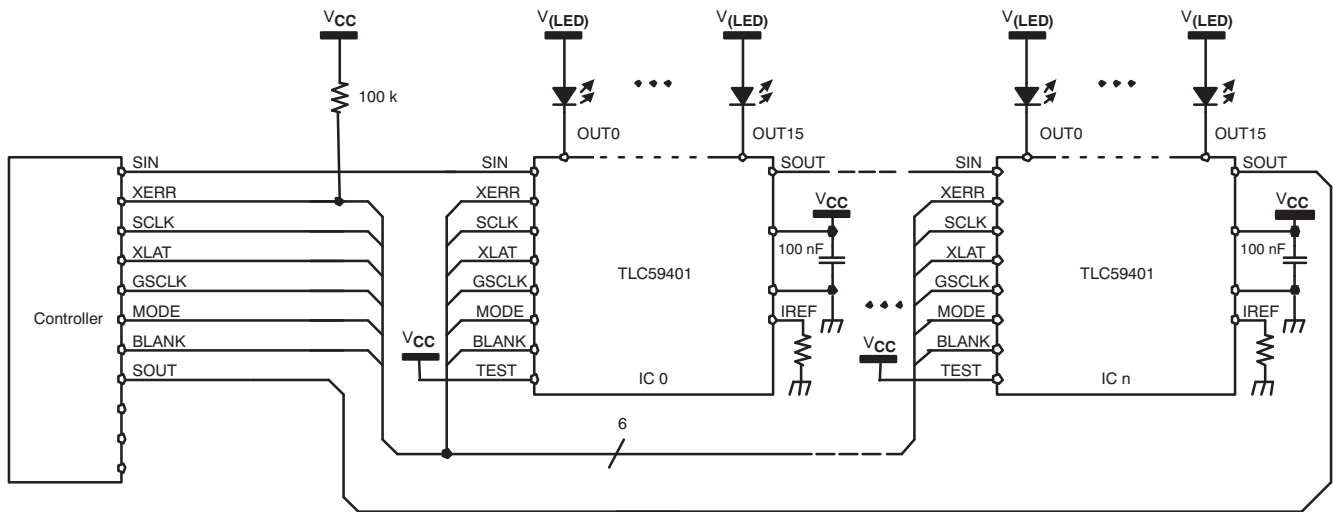 VCC
V(LED)
V(LED)
V(LED)
V(LED)
100 k
OUT0
OUT15
OUT0
OUT15
SIN
SIN
SOUT
SIN
SOUT
XERR
XERR
VCC
XERR
VCC
SCLK
SCLK
SCLK
XLAT
XLAT
100 nF
XLAT
100 nF
TLC59401
TLC59401
GSCLK
GSCLK
GSCLK
Controller
MODE
MODE
IREF
MODE
IREF
BLANK
VCC
BLANK
VCC
BLANK
SOUT
TEST
IC 0
TEST
IC n
6